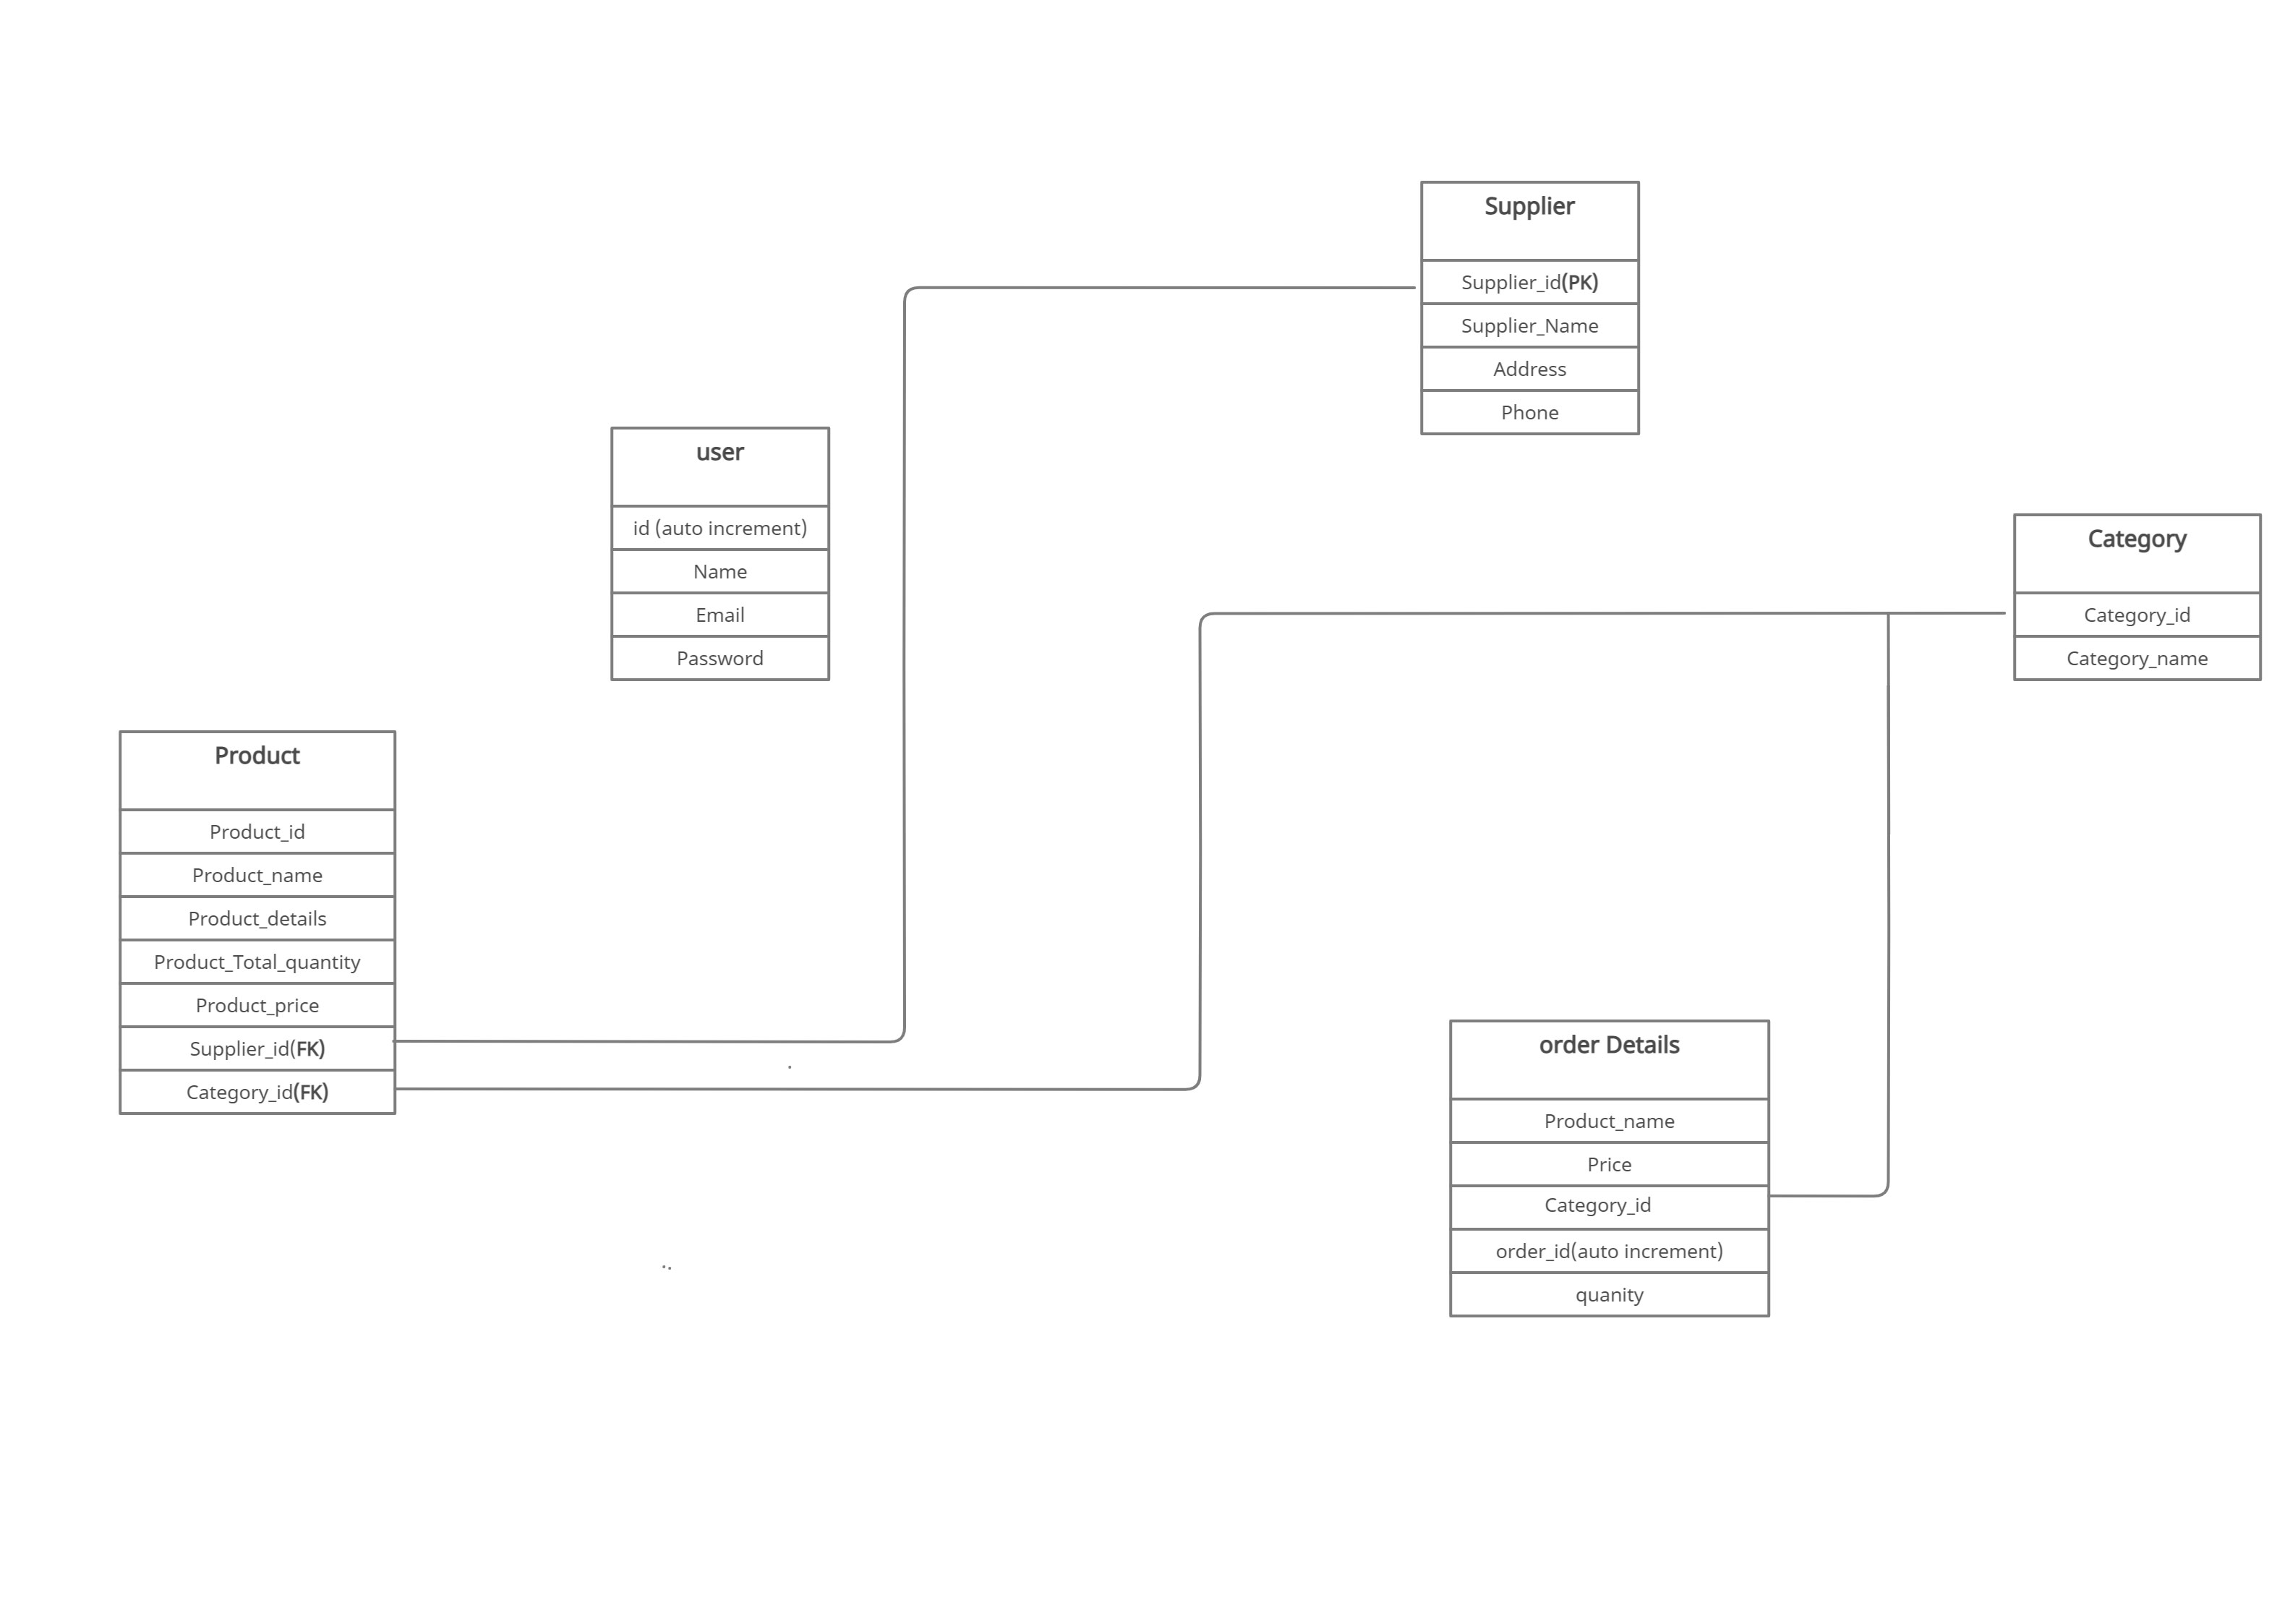 Supplier
Supplier_id(PK)
Supplier_Name
Address
Phone
user
id (auto increment)
Name
Email
Password
Category
Category_id
Category_name
Product
Product_id
Product_name
Product_details
Product_Total_quantity
Product_price
Supplier_id(FK)
Category_id(FK)
order Details
Product_name
Price
Category_id
order_id(auto increment)
quanity